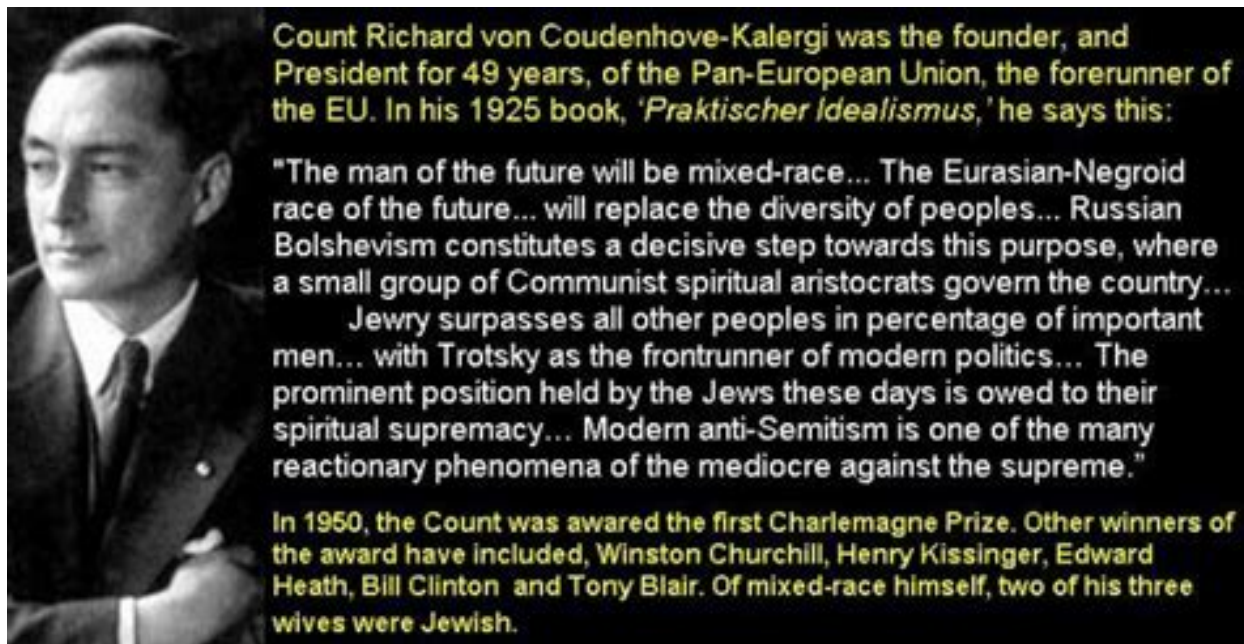 Count Richard von Coudenhove-Kalergi was the founder, and
President for 49 years, of the Pan-European Union, the forerunner of
the EU. In his 1925 book, 'Praktischer Idealismus,' he says this:
"The man of the future will be mixed-race... The Eurasian-Negroid
race of the future... will replace the diversity of peoples... Russian
Bolshevism constitutes a decisive step towards this purpose, where
a small group of Communist spiritual aristocrats govern the country...
Jewry surpasses all other peoples in percentage of important
men... with Trotsky as the frontrunner of modern politics... The
prominent position held by the Jews these days is owed to their
spiritual supremacy... Modern anti-Semitism is one of the many
reactionary phenomena of the mediocre against the supreme."
In 1950, the Count was awared the first Charlemagne Prize. Other winners of
the award have included, Winston Churchill, Henry Kissinger, Edward
Heath, Bill Clinton and Tony Blair. Of mixed-race himself, two of his three
wives were Jewish.